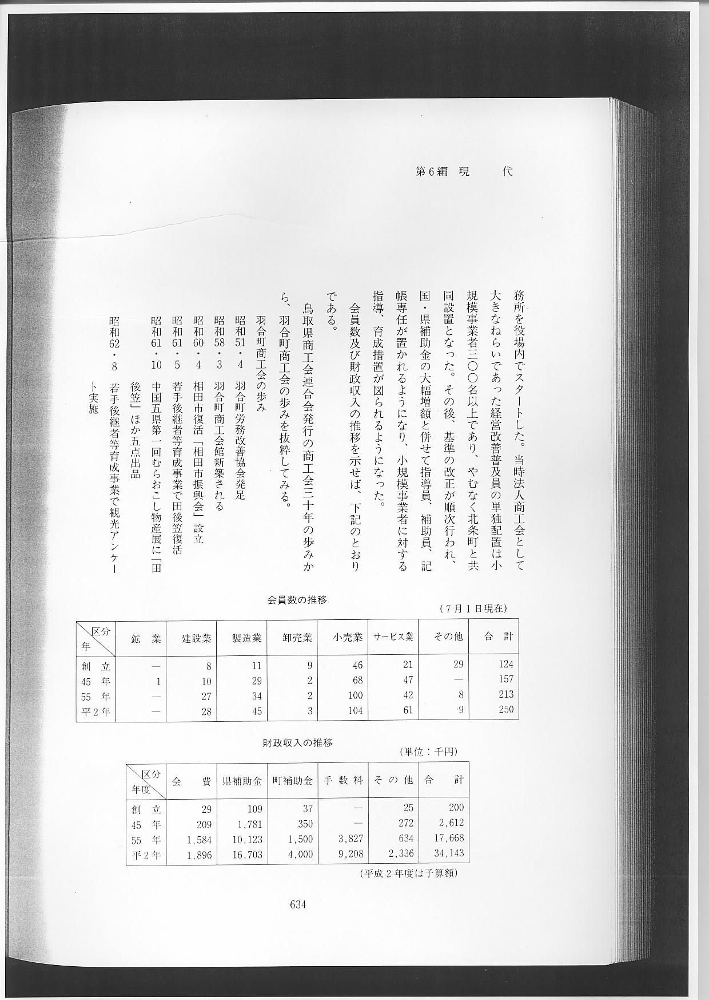 第6編 現 代
務所を役場内でスタートした。当時法人商工会として
大きなねらいであった経営改善普及員の単独配置は小
規模事業者三〇〇名以上であり、やむなく北条町と共
同設置となった。その後、基準の改正が順次行われ、
国・県補助金の大幅増額と併せて指導員、補助員、記
帳専任が置かれるようになり、小規模事業者に対する
指導、育成措置が図られるようになった。
会員数及び財政収入の推移を示せば、下記のとおり
である。
鳥取県商工会連合会発行の商工会三十年の歩みか
ら、羽合町商工会の歩みを抜粋してみる。
羽合町商工会の歩み
昭和51・4 羽合町労務改善協会発足
昭和58・3 羽合町商工会館新築される
昭和60・4 相田市復活「相田市振興会」設立
昭和61・5 若手後継者等育成事業で田後笠復活
昭和61・10 中国五県第一回むらおこし物産展に「田
後笠」ほか五点出品
昭和62・8 若手後継者等育成事業で観光アンケー
ト実施
会員数の推移
(7月1日現在)
区分 年 鉱業 建設業 製造業 卸売業 小売業 サービス業 その他 合計
創立 — 8 11 9 46 21 29 124
45年 1 10 29 2 68 47 — 157
55年 — 27 34 2 100 42 8 213
平2年 — 28 45 3 104 61 9 250
財政収入の推移
(単位：千円)
区分 年度 会費 県補助金 町補助金 手数料 その他 合計
創立 29 109 37 — 25 200
45年 209 1,781 350 — 272 2,612
55年 1,584 10,123 1,500 3,827 634 17,668
平2年 1,896 16,703 4,000 9,208 2,336 34,143
(平成2年度は予算額)
634